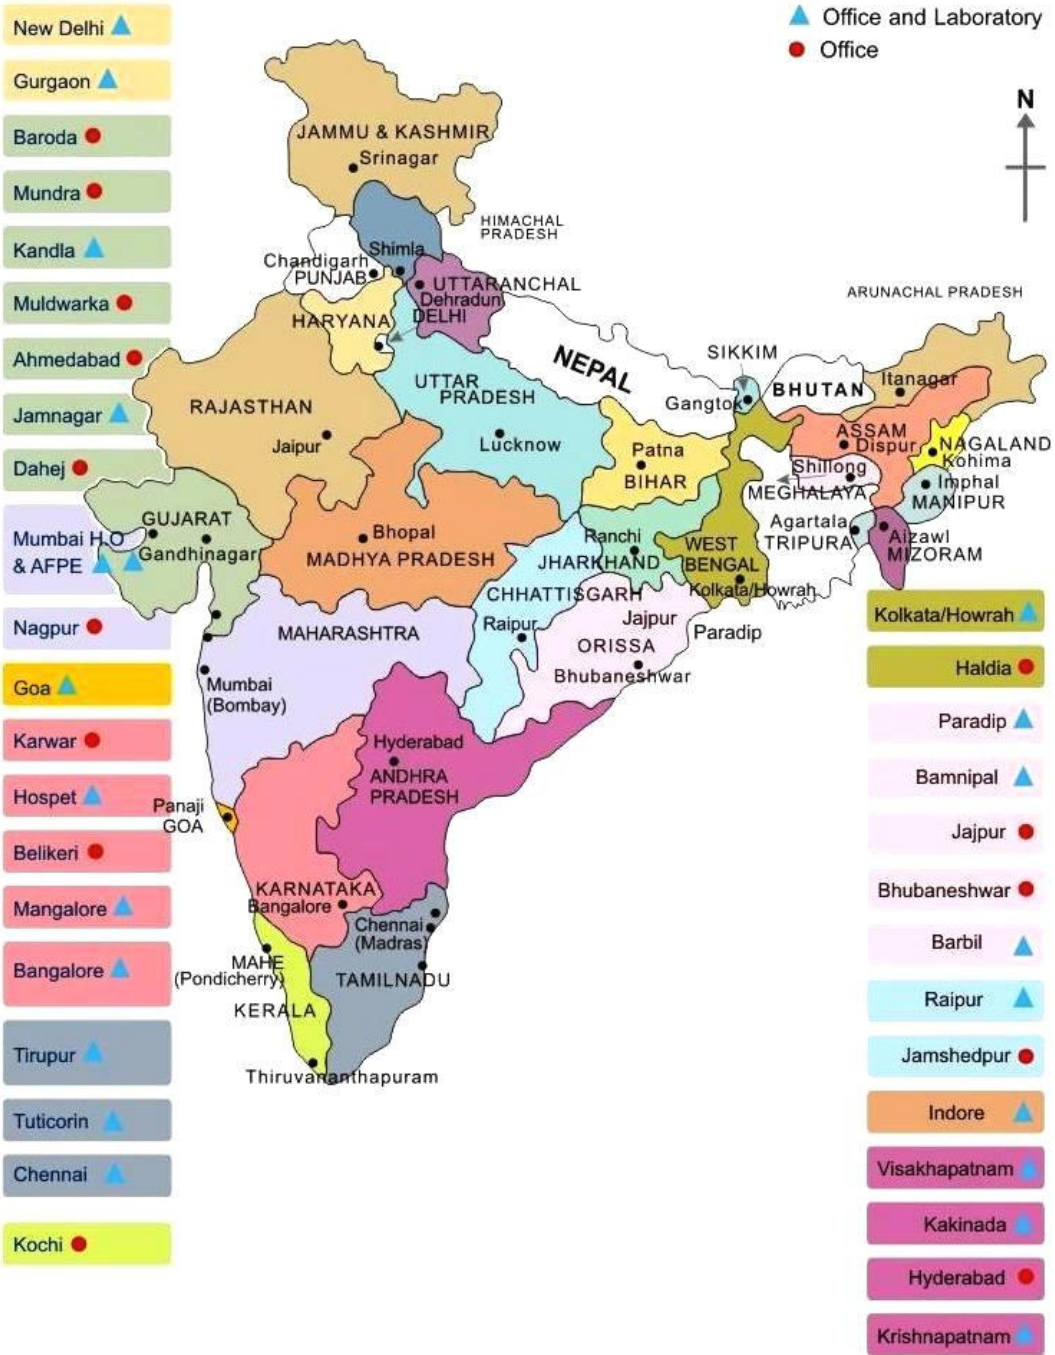 New Delhi
Gurgaon
Baroda
Mundra
Kandla
Muldwarka
Ahmedabad
Jamnagar
Dahej
Mumbai H.O
& AFPE
Nagpur
Goa
Karwar
Hospet
Belikeri
Mangalore
Bangalore
Tirupur
Tuticorin
Chennai
Kochi
Office and Laboratory
Office
N
JAMMU & KASHMIR
Srinagar
HIMACHAL
PRADESH
Shimla
Chandigarh
PUNJAB
UTTARANCHAL
Dehradun
DELHI
HARYANA
ARUNACHAL PRADESH
NEPAL
SIKKIM
BHUTAN
Itanagar
Gangtok
UTTAR
PRADESH
RAJASTHAN
Jaipur
Lucknow
Patna
BIHAR
ASSAM
Dispur
NAGALAND
Kohima
Shillong
MEGHALAYA
Imphal
MANIPUR
Agartala
TRIPURA
Aizawl
MIZORAM
GUJARAT
Gandhinagar
Bhopal
MADHYA PRADESH
Ranchi
JHARKHAND
WEST
BENGAL
Kolkata/Howrah
CHHATTISGARH
Raipur
Jajpur
Paradip
ORISSA
Bhubaneshwar
MAHARASHTRA
Mumbai
(Bombay)
Hyderabad
ANDHRA
PRADESH
Panaji
GOA
KARNATAKA
Bangalore
Chennai
(Madras)
MAHE
(Pondicherry)
TAMILNADU
KERALA
Thiruvananthapuram
Kolkata/Howrah
Haldia
Paradip
Bamnipal
Jajpur
Bhubaneshwar
Barbil
Raipur
Jamshedpur
Indore
Visakhapatnam
Kakinada
Hyderabad
Krishnapatnam